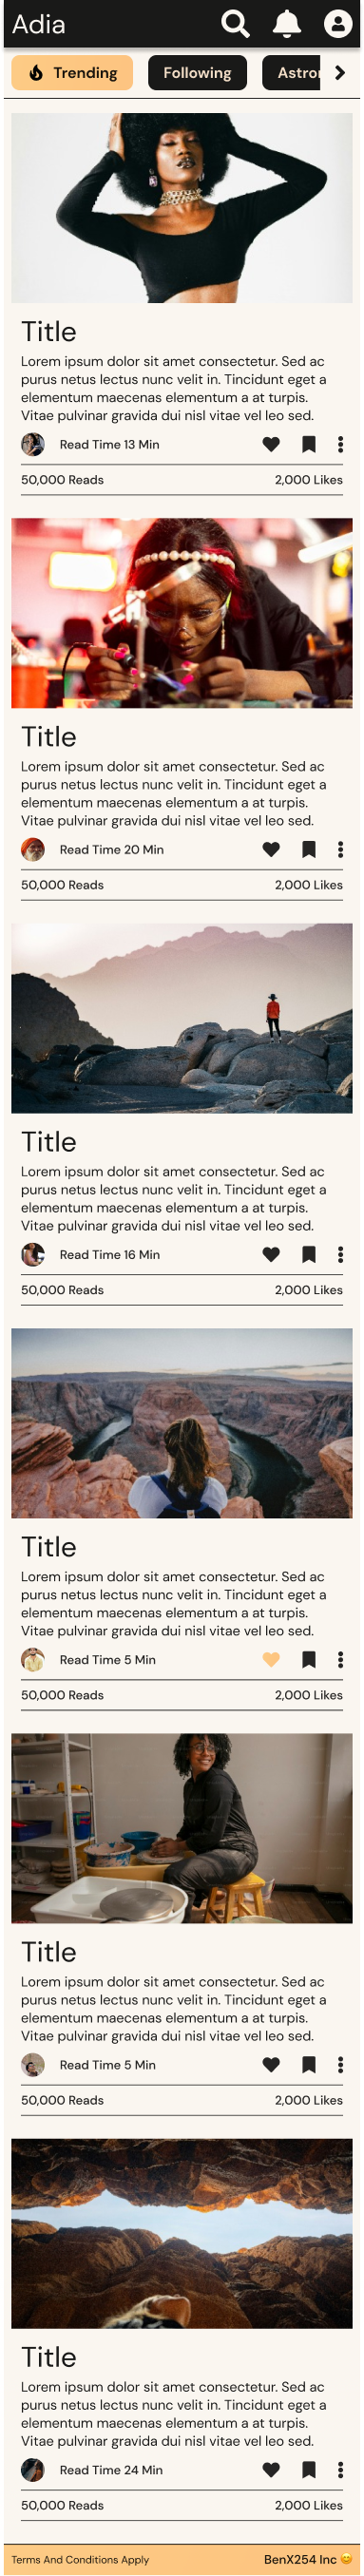 Adia
Trending
Following
Astro
Title
Lorem ipsum dolor sit amet consectetur. Sed ac
purus netus lectus nunc velit in. Tincidunt eget a
elementum maecenas elementum a at turpis.
Vitae pulvinar gravida dui nisl vitae vel leo sed.
Read Time 13 Min
50,000 Reads 2,000 Likes
Title
Lorem ipsum dolor sit amet consectetur. Sed ac
purus netus lectus nunc velit in. Tincidunt eget a
elementum maecenas elementum a at turpis.
Vitae pulvinar gravida dui nisl vitae vel leo sed.
Read Time 20 Min
50,000 Reads 2,000 Likes
Title
Lorem ipsum dolor sit amet consectetur. Sed ac
purus netus lectus nunc velit in. Tincidunt eget a
elementum maecenas elementum a at turpis.
Vitae pulvinar gravida dui nisl vitae vel leo sed.
Read Time 16 Min
50,000 Reads 2,000 Likes
Title
Lorem ipsum dolor sit amet consectetur. Sed ac
purus netus lectus nunc velit in. Tincidunt eget a
elementum maecenas elementum a at turpis.
Vitae pulvinar gravida dui nisl vitae vel leo sed.
Read Time 5 Min
50,000 Reads 2,000 Likes
Title
Lorem ipsum dolor sit amet consectetur. Sed ac
purus netus lectus nunc velit in. Tincidunt eget a
elementum maecenas elementum a at turpis.
Vitae pulvinar gravida dui nisl vitae vel leo sed.
Read Time 5 Min
50,000 Reads 2,000 Likes
Title
Lorem ipsum dolor sit amet consectetur. Sed ac
purus netus lectus nunc velit in. Tincidunt eget a
elementum maecenas elementum a at turpis.
Vitae pulvinar gravida dui nisl vitae vel leo sed.
Read Time 24 Min
50,000 Reads 2,000 Likes
Terms And Conditions Apply BenX254 Inc 😊